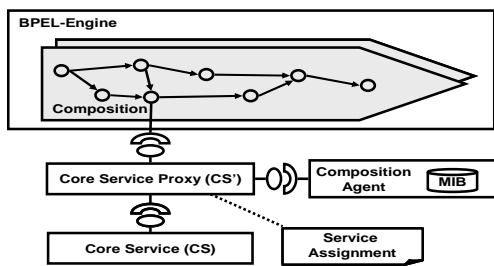 BPEL-Engine
Composition
Core Service Proxy (CS')
Composition
Agent
MIB
Core Service (CS)
Service
Assignment